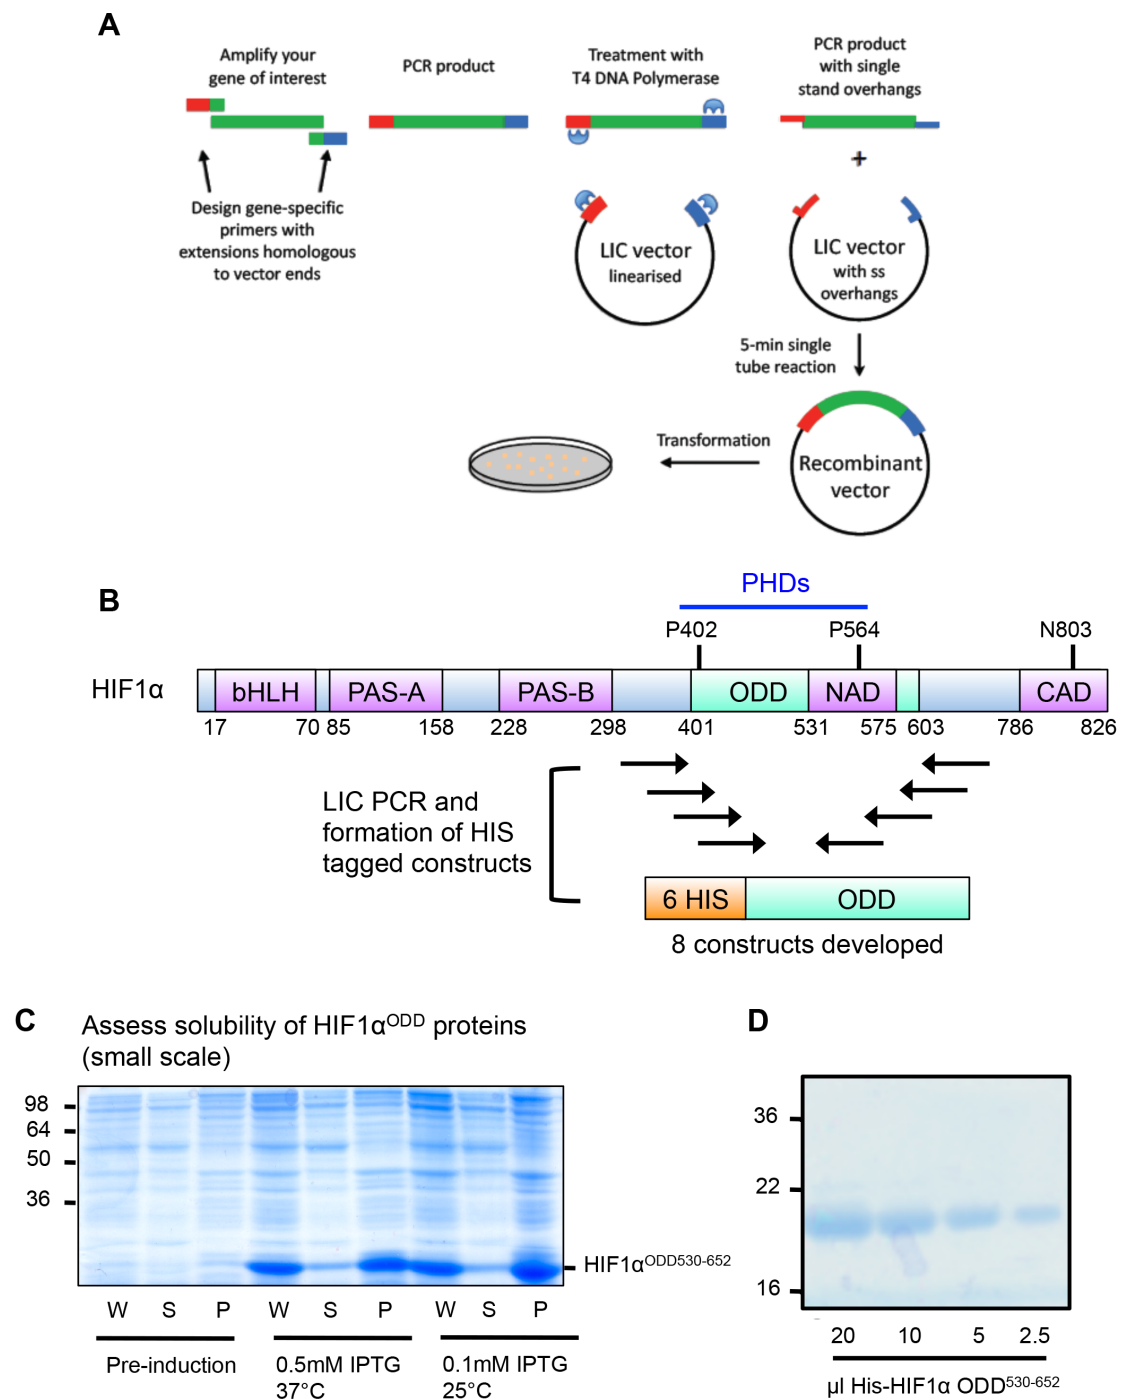 A
Amplify your
gene of interest
PCR product
Treatment with
T4 DNA Polymerase
PCR product
with single
stand overhangs
+
Design gene-specific
primers with
extensions homologous
to vector ends
LIC vector
linearised
LIC vector
with ss
overhangs
5-min single
tube reaction
Transformation
Recombinant
vector
B
PHDs
P402
P564
N803
HIF1α
bHLH
PAS-A
PAS-B
ODD
NAD
CAD
17
70
85
158
228
298
401
531
575
603
786
826
LIC PCR and
formation of HIS
tagged constructs
6 HIS
ODD
8 constructs developed
C
Assess solubility of HIF1α^ODD proteins
(small scale)
98
64
50
36
HIF1α^ODD530-652
W S P W S P W S P
Pre-induction
0.5mM IPTG
37°C
0.1mM IPTG
25°C
D
36
22
16
20 10 5 2.5
µl His-HIF1α ODD^530-652